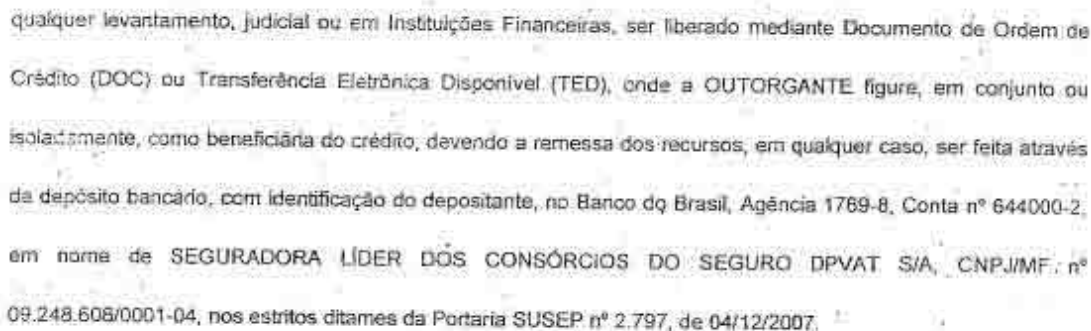 qualquer levantamento, judicial ou em Instituições Financeiras, ser liberado mediante Documento de Ordem de
Crédito (DOC) ou Transferência Eletrônica Disponível (TED), onde a OUTORGANTE figure, em conjunto ou
isoladamente, como beneficiária do crédito, devendo a remessa dos recursos, em qualquer caso, ser feita através
de depósito bancário, com identificação do depositante, no Banco do Brasil, Agência 1769-8, Conta nº 644000-2,
em nome de SEGURADORA LÍDER DOS CONSÓRCIOS DO SEGURO DPVAT S/A, CNPJ/MF nº
09.248.608/0001-04, nos estritos ditames da Portaria SUSEP nº 2.797, de 04/12/2007.